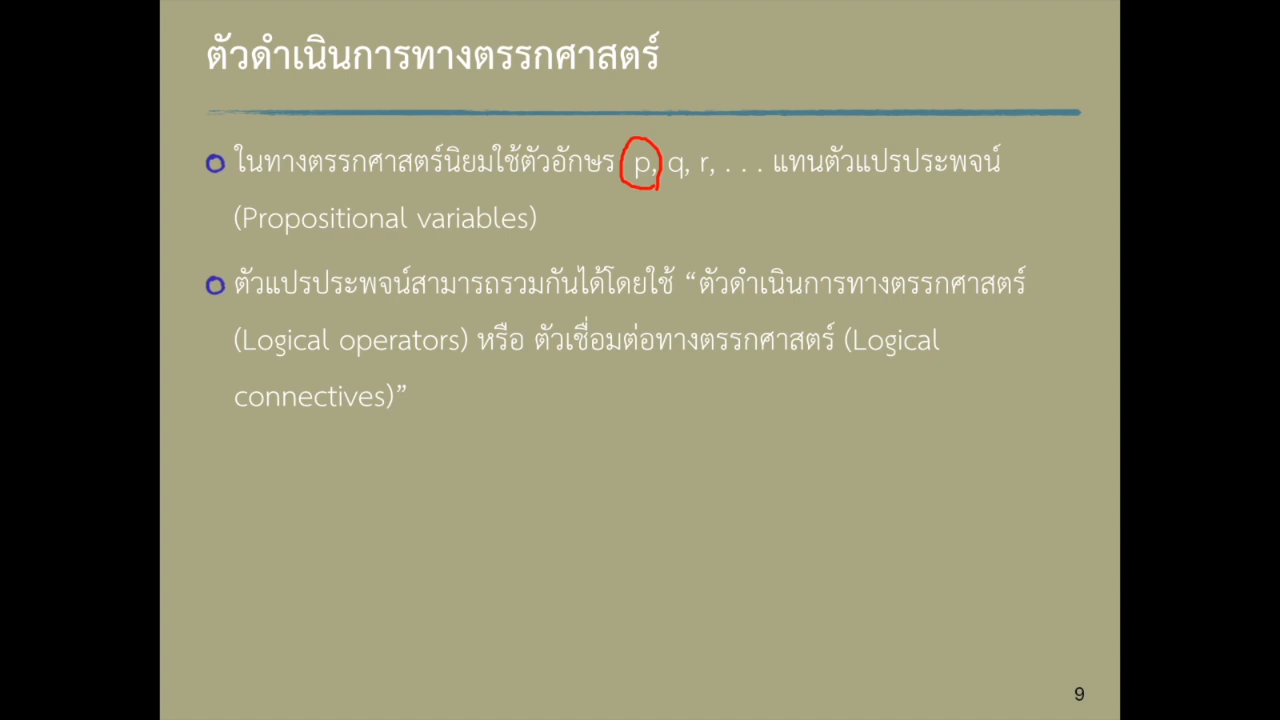 ตัวดำเนินการทางตรรกศาสตร์
ในทางตรรกศาสตร์นิยมใช้ตัวอักษร p, q, r, . . . แทนตัวแปรประพจน์
(Propositional variables)
ตัวแปรประพจน์สามารถรวมกันได้โดยใช้ “ตัวดำเนินการทางตรรกศาสตร์
(Logical operators) หรือ ตัวเชื่อมต่อทางตรรกศาสตร์ (Logical
connectives)”
9